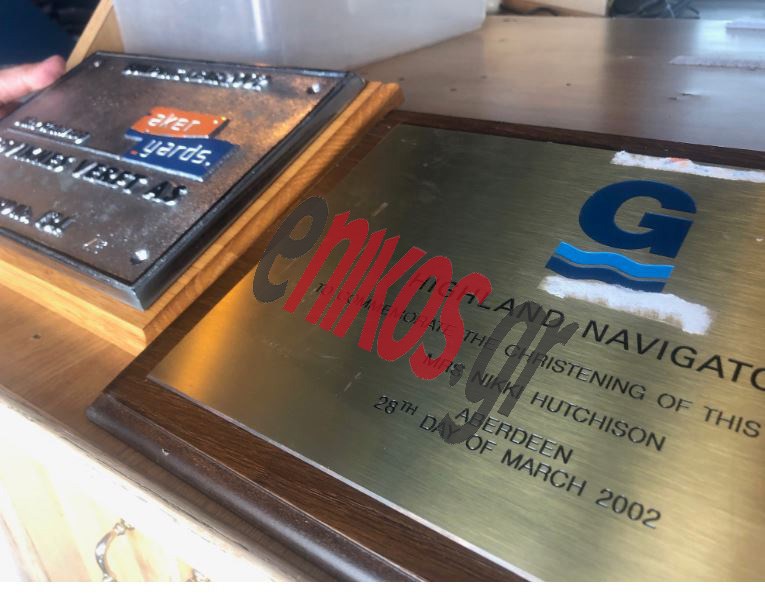 aker
yards.
G
HIGHLAND NAVIGATO
TO COMMEMORATE THE CHRISTENING OF THIS
MRS NIKKI HUTCHISON
ABERDEEN
28TH DAY OF MARCH 2002
enikos.gr